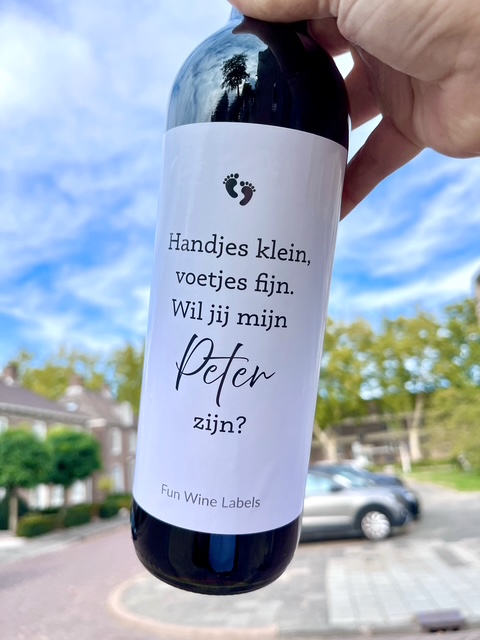 Handjes klein,
voetjes fijn.
Wil jij mijn
Peter
zijn?
Fun Wine Labels